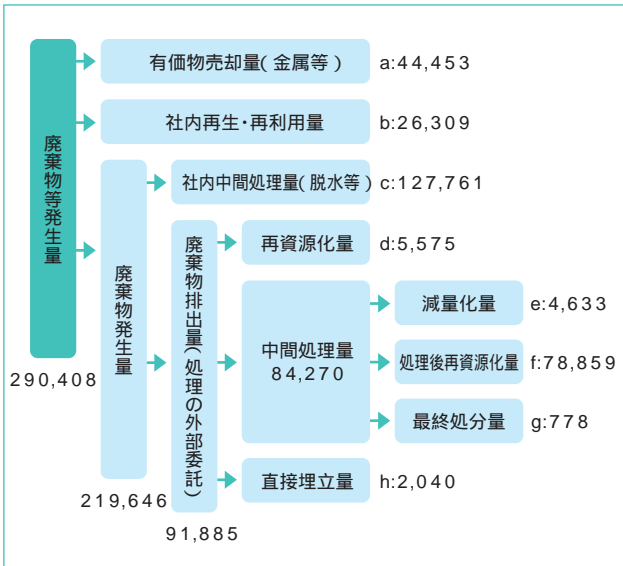 有価物売却量(金属等) a:44,453
社内再生・再利用量 b:26,309
廃棄物等発生量
290,408
社内中間処理量(脱水等) c:127,761
廃棄物発生量
219,646
廃棄物排出量(処理の外部委託)
91,885
再資源化量 d:5,575
中間処理量
84,270
減量化量 e:4,633
処理後再資源化量 f:78,859
最終処分量 g:778
直接埋立量 h:2,040